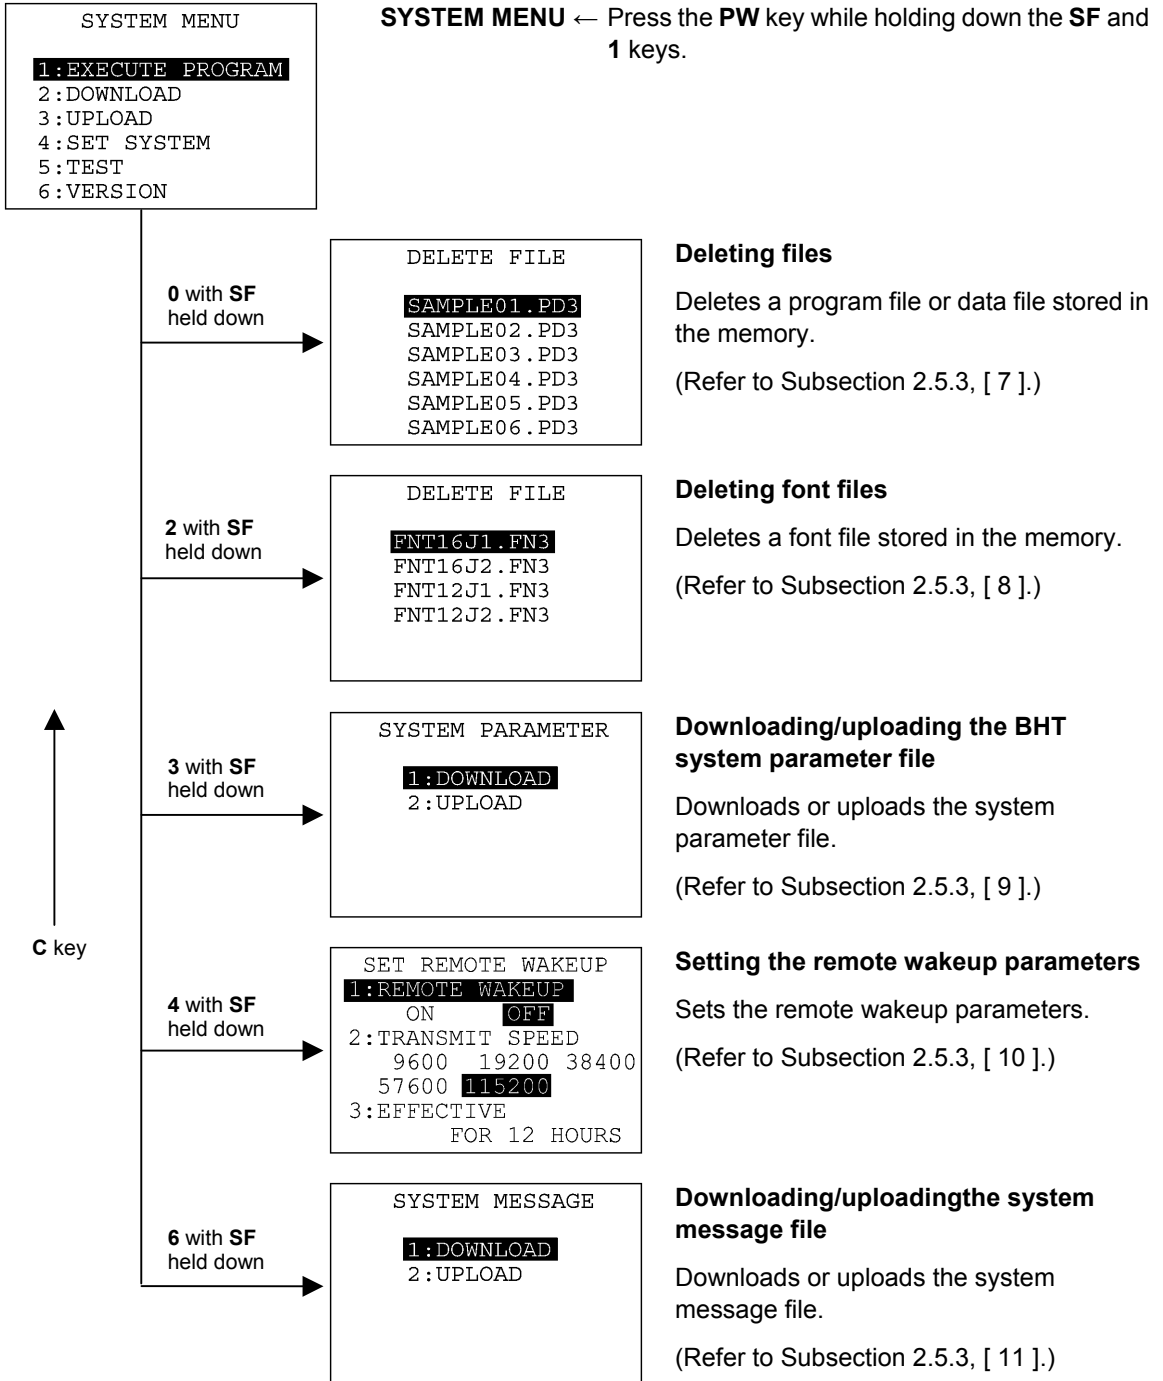 SYSTEM MENU
1:EXECUTE PROGRAM
2:DOWNLOAD
3:UPLOAD
4:SET SYSTEM
5:TEST
6:VERSION
SYSTEM MENU ← Press the PW key while holding down the SF and
1 keys.
0 with SF
held down
DELETE FILE
SAMPLE01.PD3
SAMPLE02.PD3
SAMPLE03.PD3
SAMPLE04.PD3
SAMPLE05.PD3
SAMPLE06.PD3
Deleting files
Deletes a program file or data file stored in
the memory.
(Refer to Subsection 2.5.3, [ 7 ].)
2 with SF
held down
DELETE FILE
FNT16J1.FN3
FNT16J2.FN3
FNT12J1.FN3
FNT12J2.FN3
Deleting font files
Deletes a font file stored in the memory.
(Refer to Subsection 2.5.3, [ 8 ].)
3 with SF
held down
SYSTEM PARAMETER
1:DOWNLOAD
2:UPLOAD
Downloading/uploading the BHT
system parameter file
Downloads or uploads the system
parameter file.
(Refer to Subsection 2.5.3, [ 9 ].)
C key
4 with SF
held down
SET REMOTE WAKEUP
1:REMOTE WAKEUP
ON OFF
2:TRANSMIT SPEED
9600 19200 38400
57600 115200
3:EFFECTIVE
FOR 12 HOURS
Setting the remote wakeup parameters
Sets the remote wakeup parameters.
(Refer to Subsection 2.5.3, [ 10 ].)
6 with SF
held down
SYSTEM MESSAGE
1:DOWNLOAD
2:UPLOAD
Downloading/uploadingthe system
message file
Downloads or uploads the system
message file.
(Refer to Subsection 2.5.3, [ 11 ].)